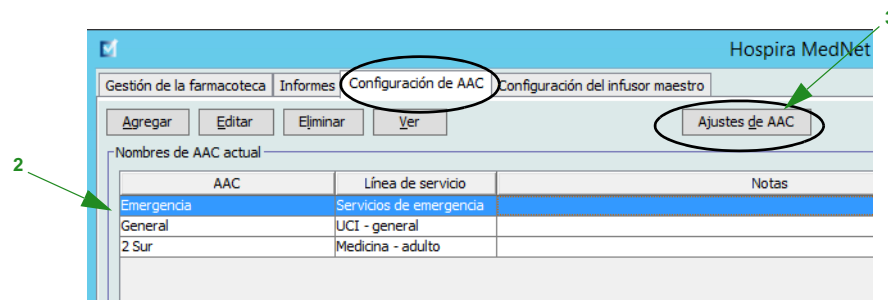 3
Hospira MedNet
Gestión de la farmacoteca Informes Configuración de AAC Configuración del infusor maestro
Agregar Editar Eliminar Ver Ajustes de AAC
Nombres de AAC actual
2
AAC Línea de servicio Notas
Emergencia Servicios de emergencia
General UCI - general
2 Sur Medicina - adulto